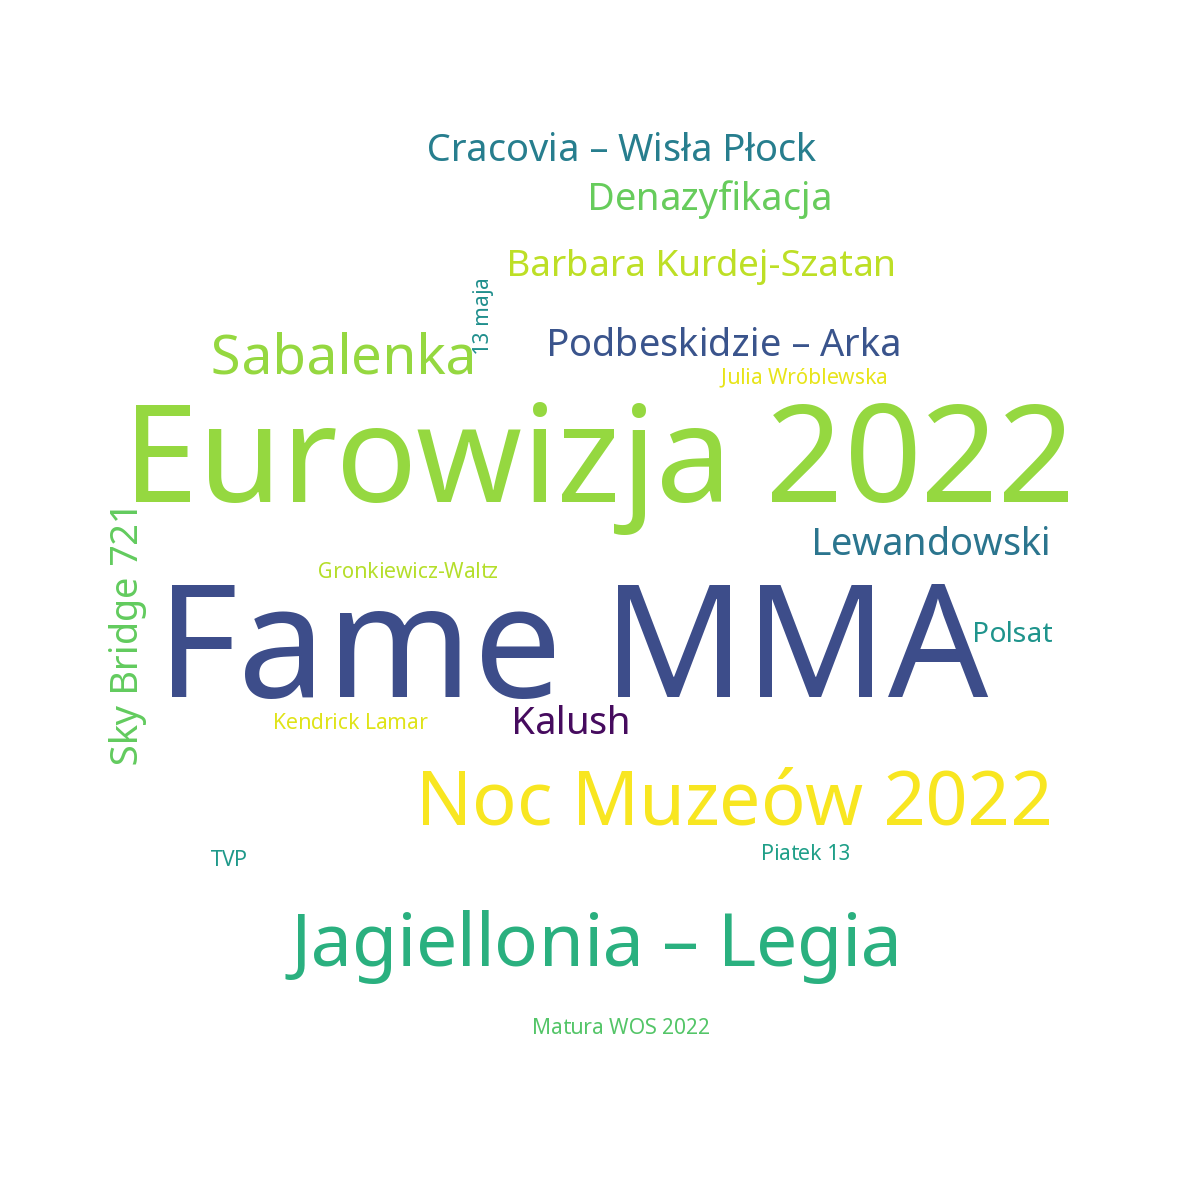 Cracovia – Wisła Płock
Denazyfikacja
Barbara Kurdej-Szatan
13 maja
Sabalenka
Podbeskidzie – Arka
Julia Wróblewska
Eurowizja 2022
Sky Bridge 721
Lewandowski
Gronkiewicz-Waltz
Fame MMA
Polsat
Kendrick Lamar
Kalush
Noc Muzeów 2022
TVP
Piatek 13
Jagiellonia – Legia
Matura WOS 2022